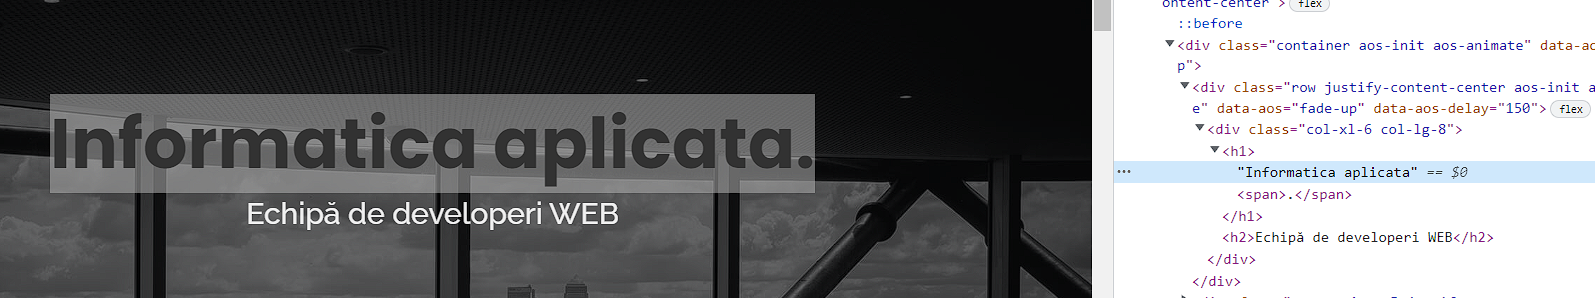 Informatica aplicata.
Echipă de developeri WEB
ontent-center > flex
::before
<div class="container aos-init aos-animate" data-ao
p">
<div class="row justify-content-center aos-init a
e" data-aos="fade-up" data-aos-delay="150"> flex
<div class="col-xl-6 col-lg-8">
<h1>
"Informatica aplicata" == $0
<span>.</span>
</h1>
<h2>Echipă de developeri WEB</h2>
</div>
</div>